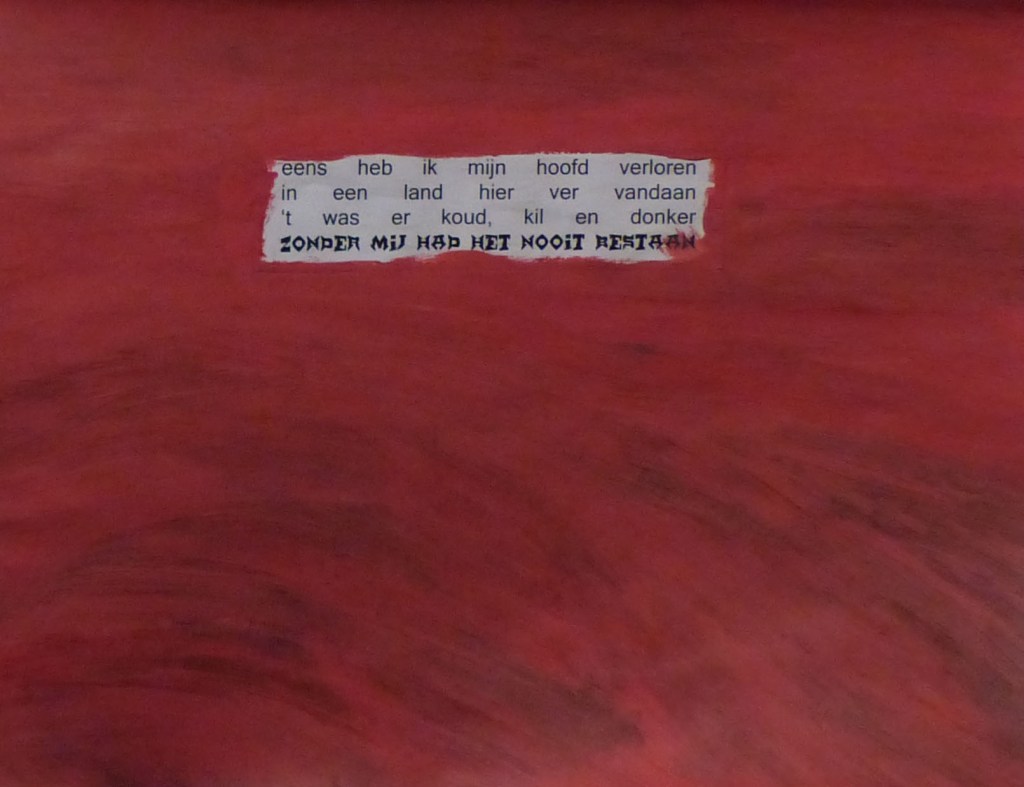 eens heb ik mijn hoofd verloren
in een land hier ver vandaan
't was er koud, kil en donker
ZONDER MIJ HAD HET NOOIT BESTAAN